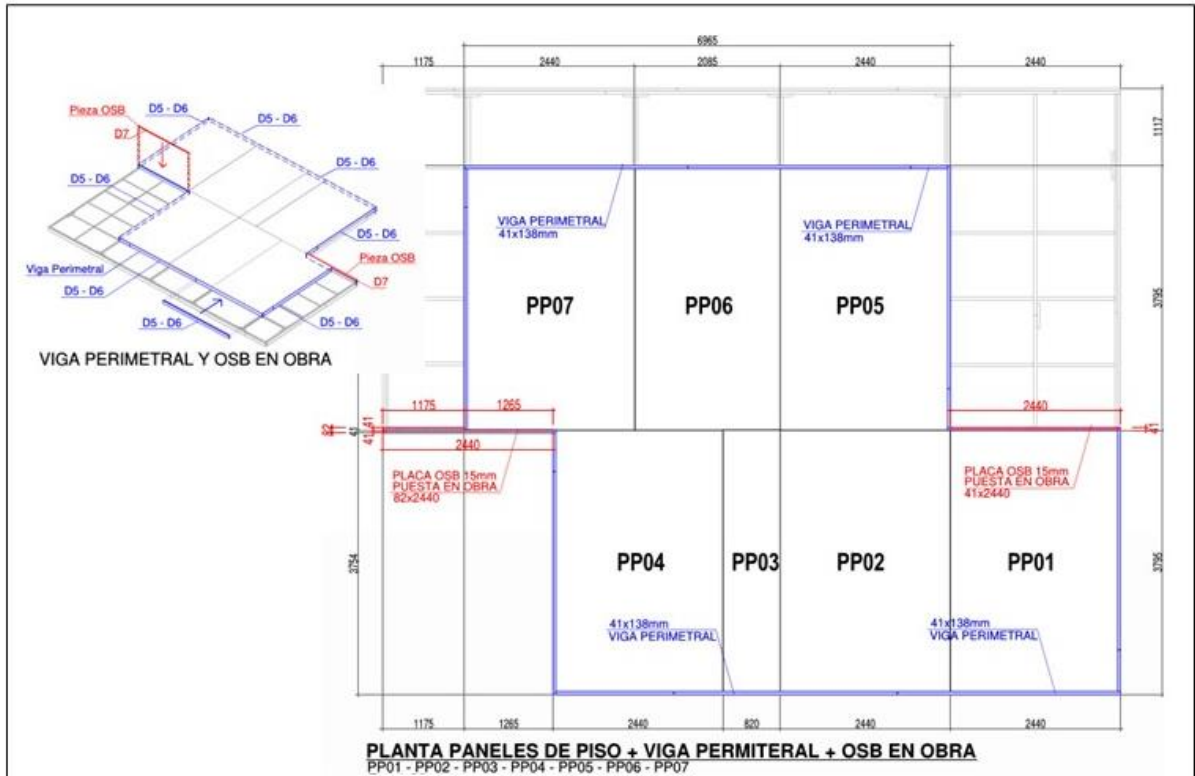 6965
1175
2440
2085
2440
2440
Pieza OSB
D5 - D6
D7
D5 - D6
D5 - D6
D5 - D6
D5 - D6
Pieza OSB
D7
Viga Perimetral
D5 - D6
D5 - D6
D5 - D6
VIGA PERIMETRAL Y OSB EN OBRA
1117
VIGA PERIMETRAL
41x138mm
VIGA PERIMETRAL
41x138mm
PP07
PP06
PP05
3795
1175
1265
2440
41
41
41
41
2440
PLACA OSB 15mm
PUESTA EN OBRA
82x2440
PLACA OSB 15mm
PUESTA EN OBRA
41x2440
PP04
PP03
PP02
PP01
3754
3795
41x138mm
VIGA PERIMETRAL
41x138mm
VIGA PERIMETRAL
1175
1265
2440
820
2440
2440
PLANTA PANELES DE PISO + VIGA PERMITERAL + OSB EN OBRA
PP01 - PP02 - PP03 - PP04 - PP05 - PP06 - PP07